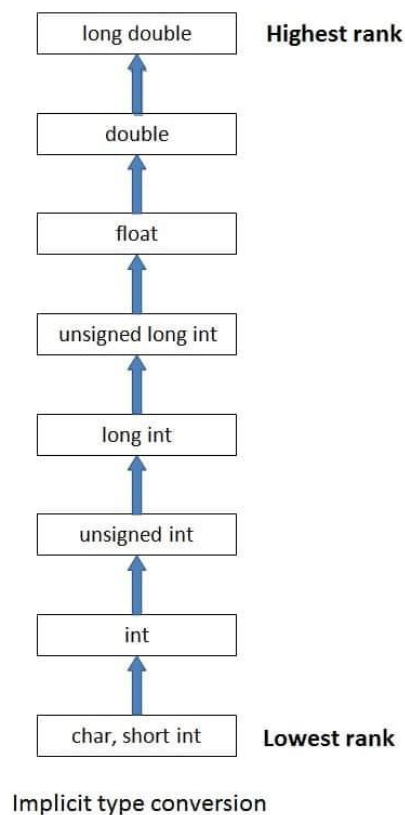 long double Highest rank
double
float
unsigned long int
long int
unsigned int
int
char, short int Lowest rank
Implicit type conversion